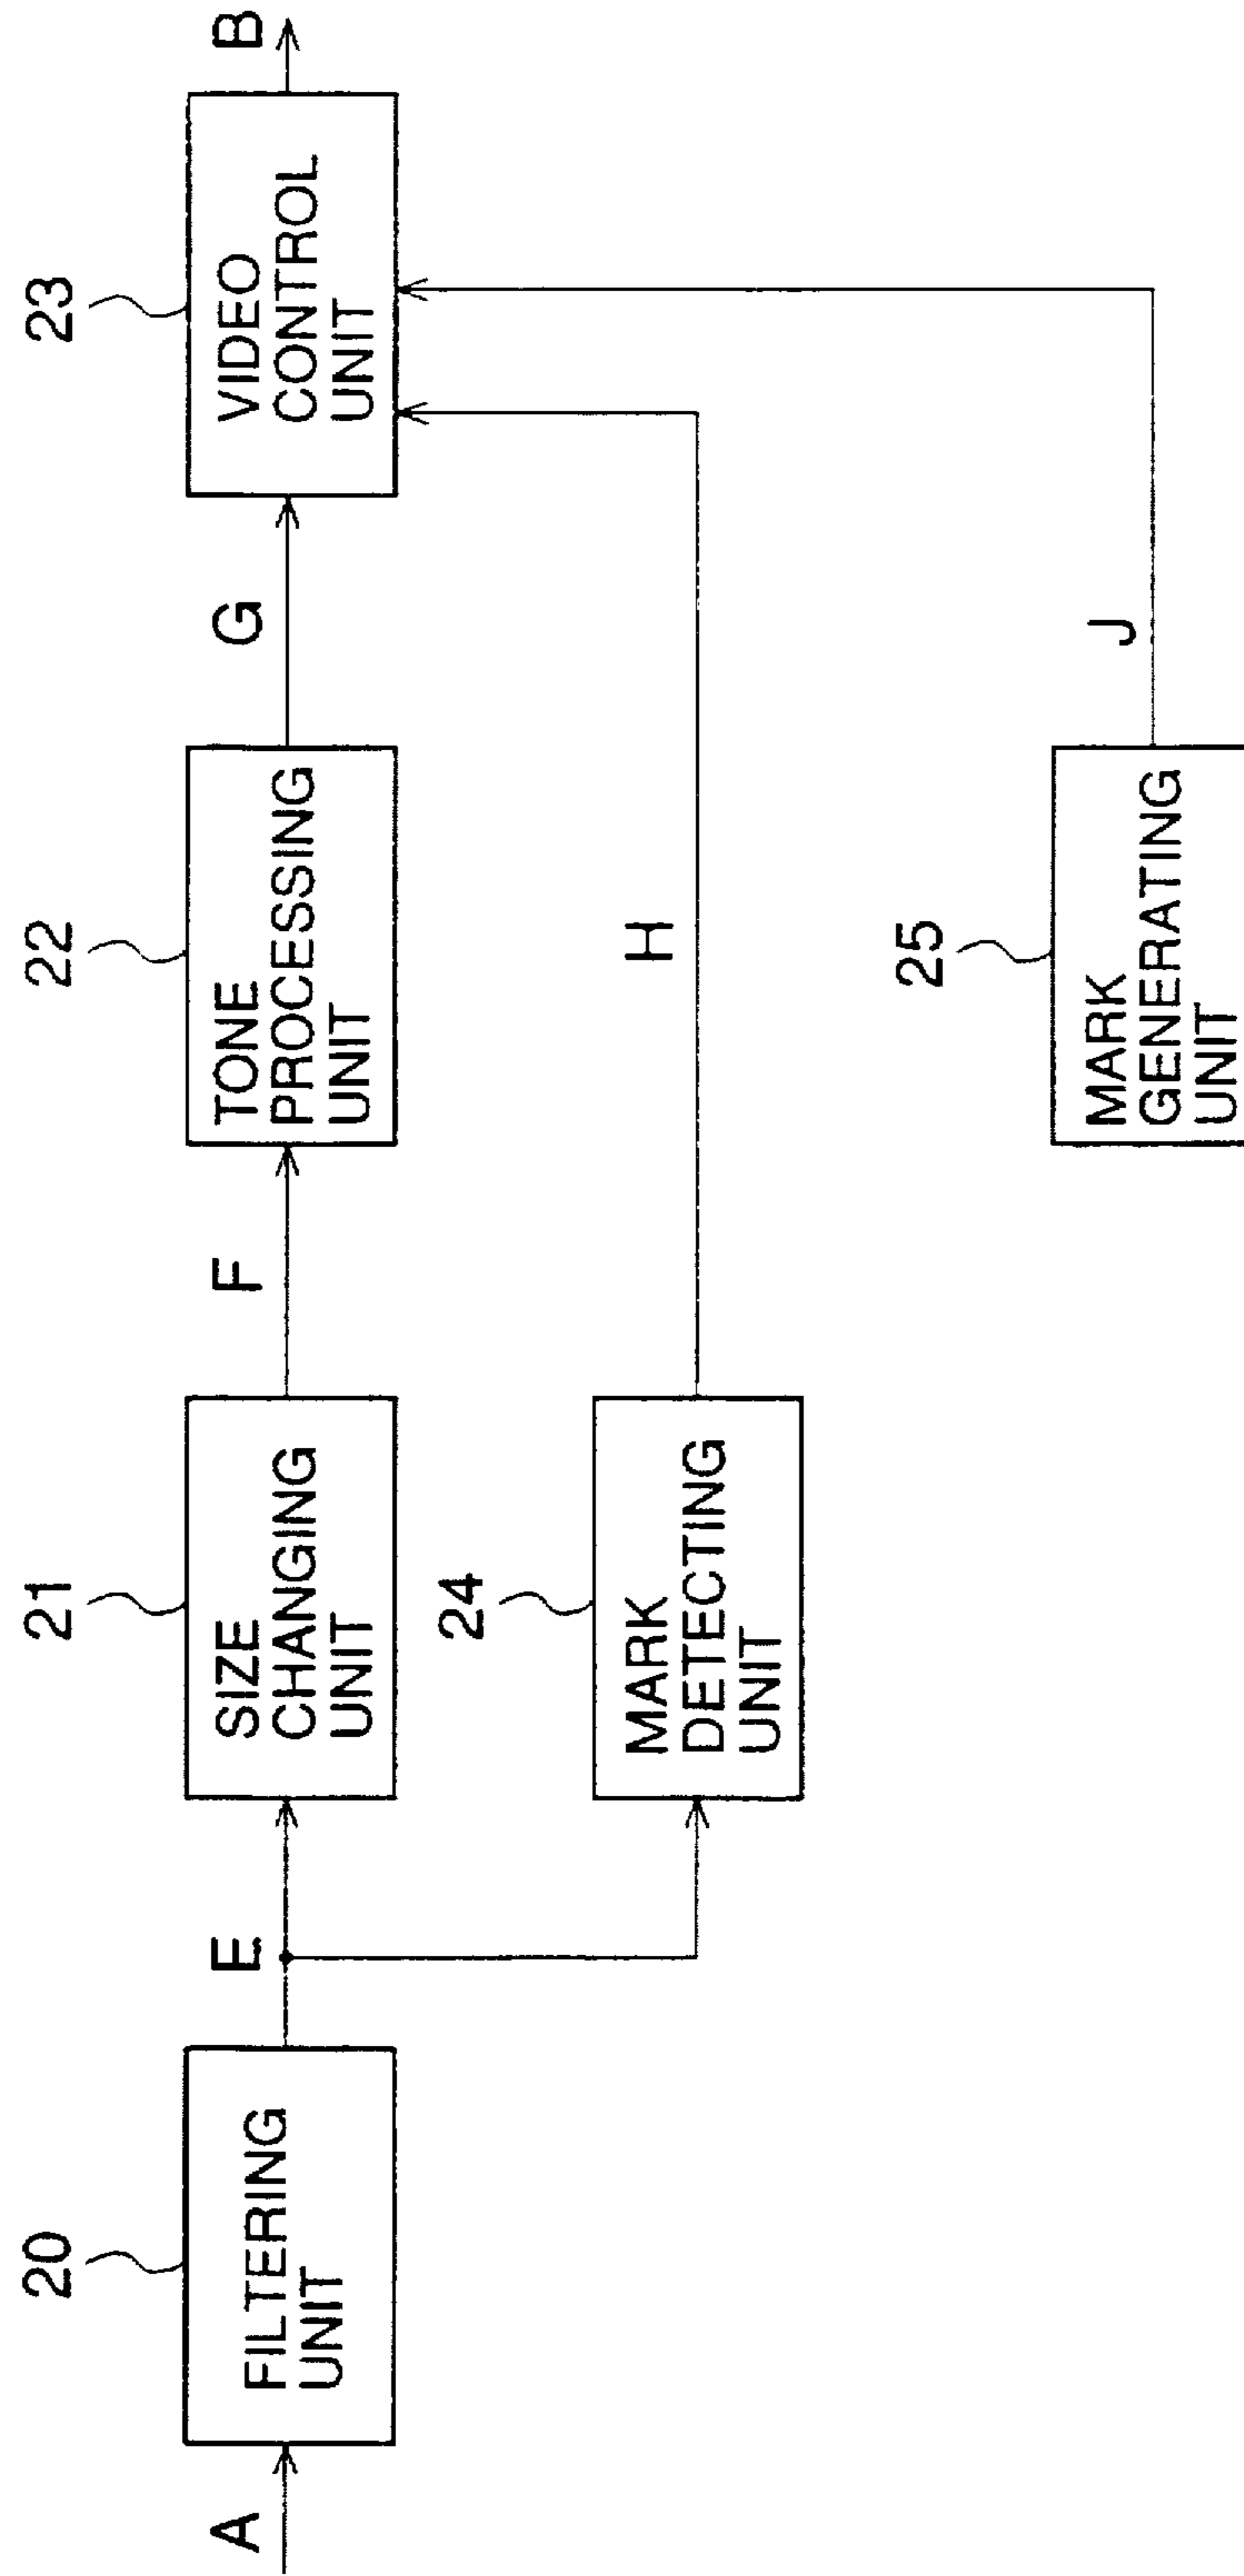 A
20
FILTERING
UNIT
E
21
SIZE
CHANGING
UNIT
F
22
TONE
PROCESSING
UNIT
G
23
VIDEO
CONTROL
UNIT
B
24
MARK
DETECTING
UNIT
H
25
MARK
GENERATING
UNIT
J